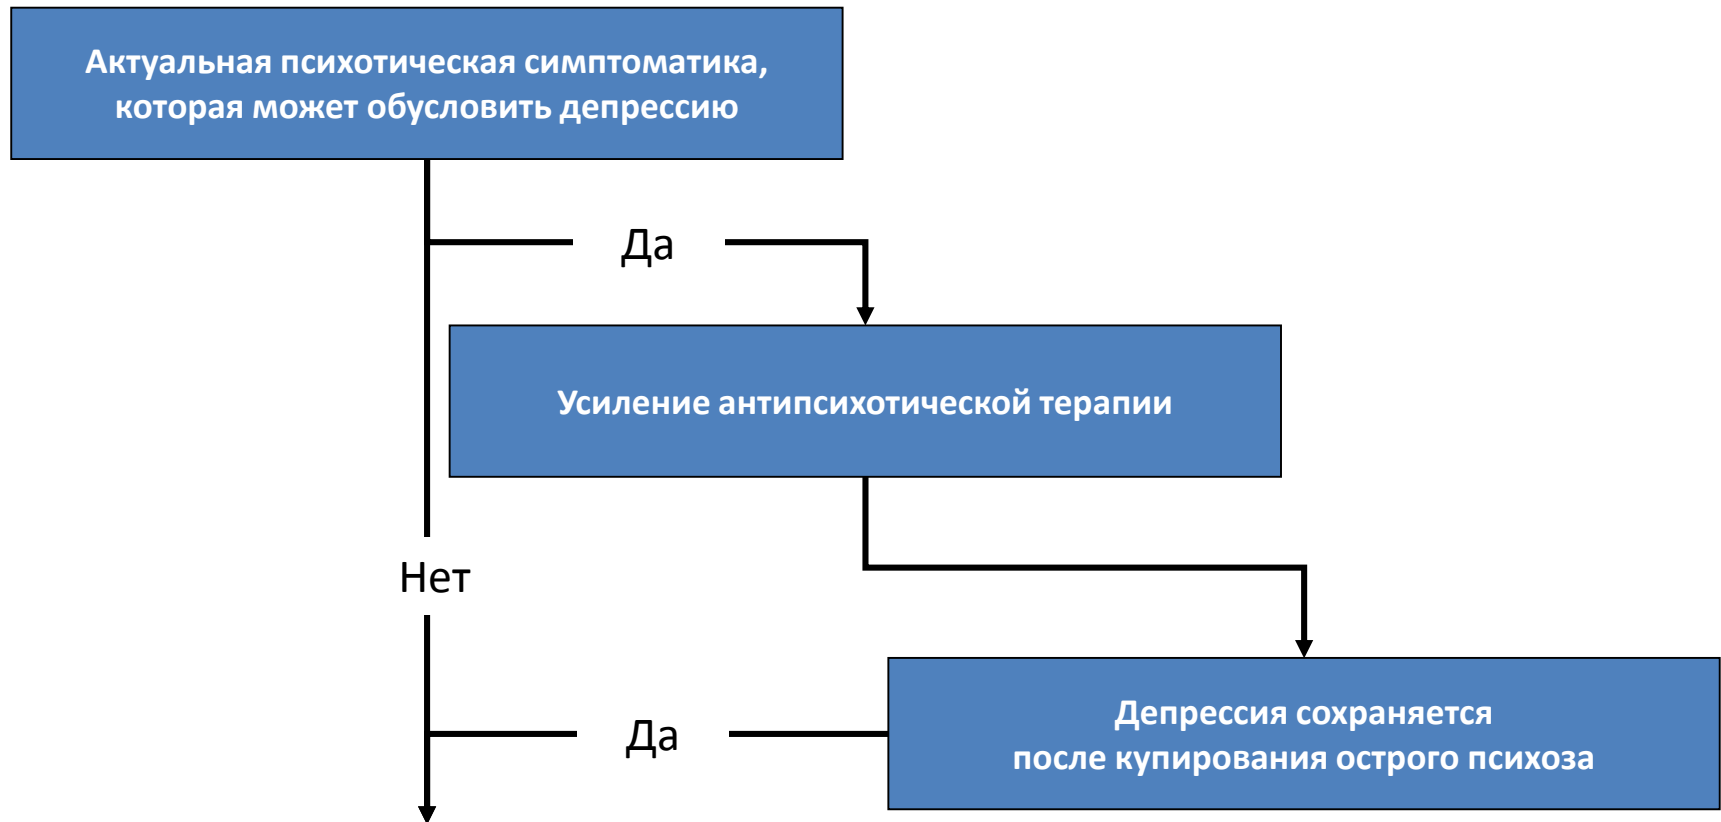 Актуальная психотическая симптоматика,
которая может обусловить депрессию
Да
Усиление антипсихотической терапии
Нет
Депрессия сохраняется
после купирования острого психоза
Да